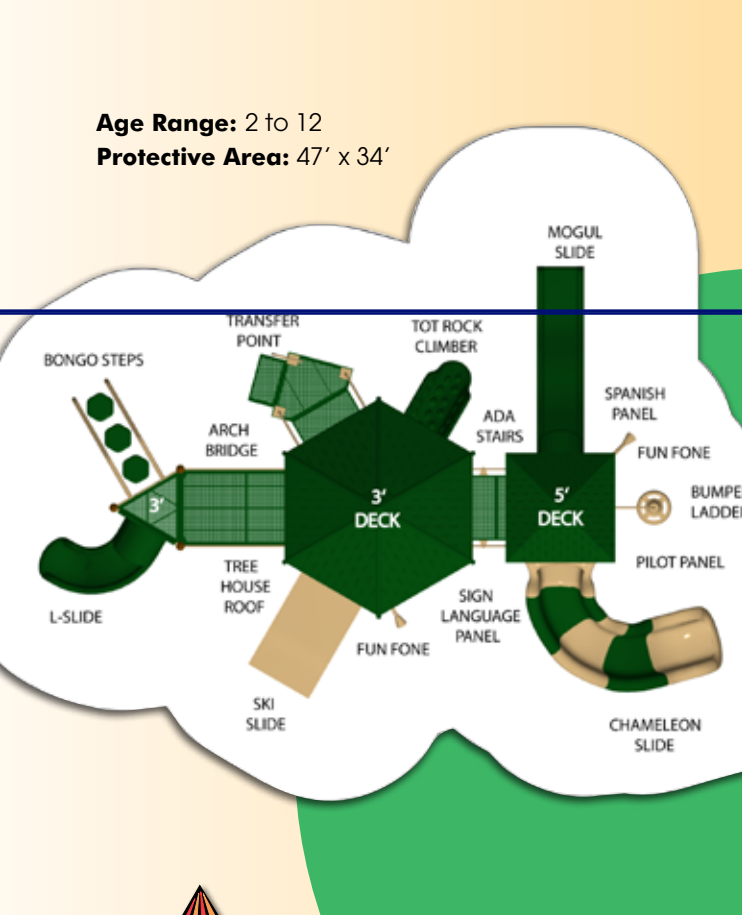 Age Range: 2 to 12
Protective Area: 47' x 34'
MOGUL
SLIDE
TRANSFER
POINT
TOT ROCK
CLIMBER
BONGO STEPS
SPANISH
PANEL
ADA
STAIRS
ARCH
BRIDGE
FUN FONE
3'
3'
DECK
5'
DECK
BUMPE
LADDE
PILOT PANEL
TREE
HOUSE
ROOF
SIGN
LANGUAGE
PANEL
L-SLIDE
FUN FONE
SKI
SLIDE
CHAMELEON
SLIDE